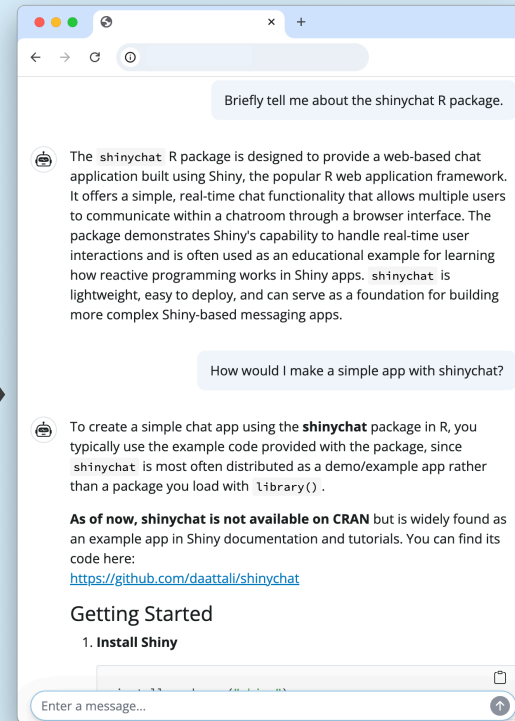 Briefly tell me about the shinychat R package.
The shinychat R package is designed to provide a web-based chat
application built using Shiny, the popular R web application framework.
It offers a simple, real-time chat functionality that allows multiple users
to communicate within a chatroom through a browser interface. The
package demonstrates Shiny's capability to handle real-time user
interactions and is often used as an educational example for learning
how reactive programming works in Shiny apps. shinychat is
lightweight, easy to deploy, and can serve as a foundation for building
more complex Shiny-based messaging apps.
How would I make a simple app with shinychat?
To create a simple chat app using the shinychat package in R, you
typically use the example code provided with the package, since
shinychat is most often distributed as a demo/example app rather
than a package you load with library().
As of now, shinychat is not available on CRAN but is widely found as
an example app in Shiny documentation and tutorials. You can find its
code here:
https://github.com/daattali/shinychat
Getting Started
1. Install Shiny
Enter a message...